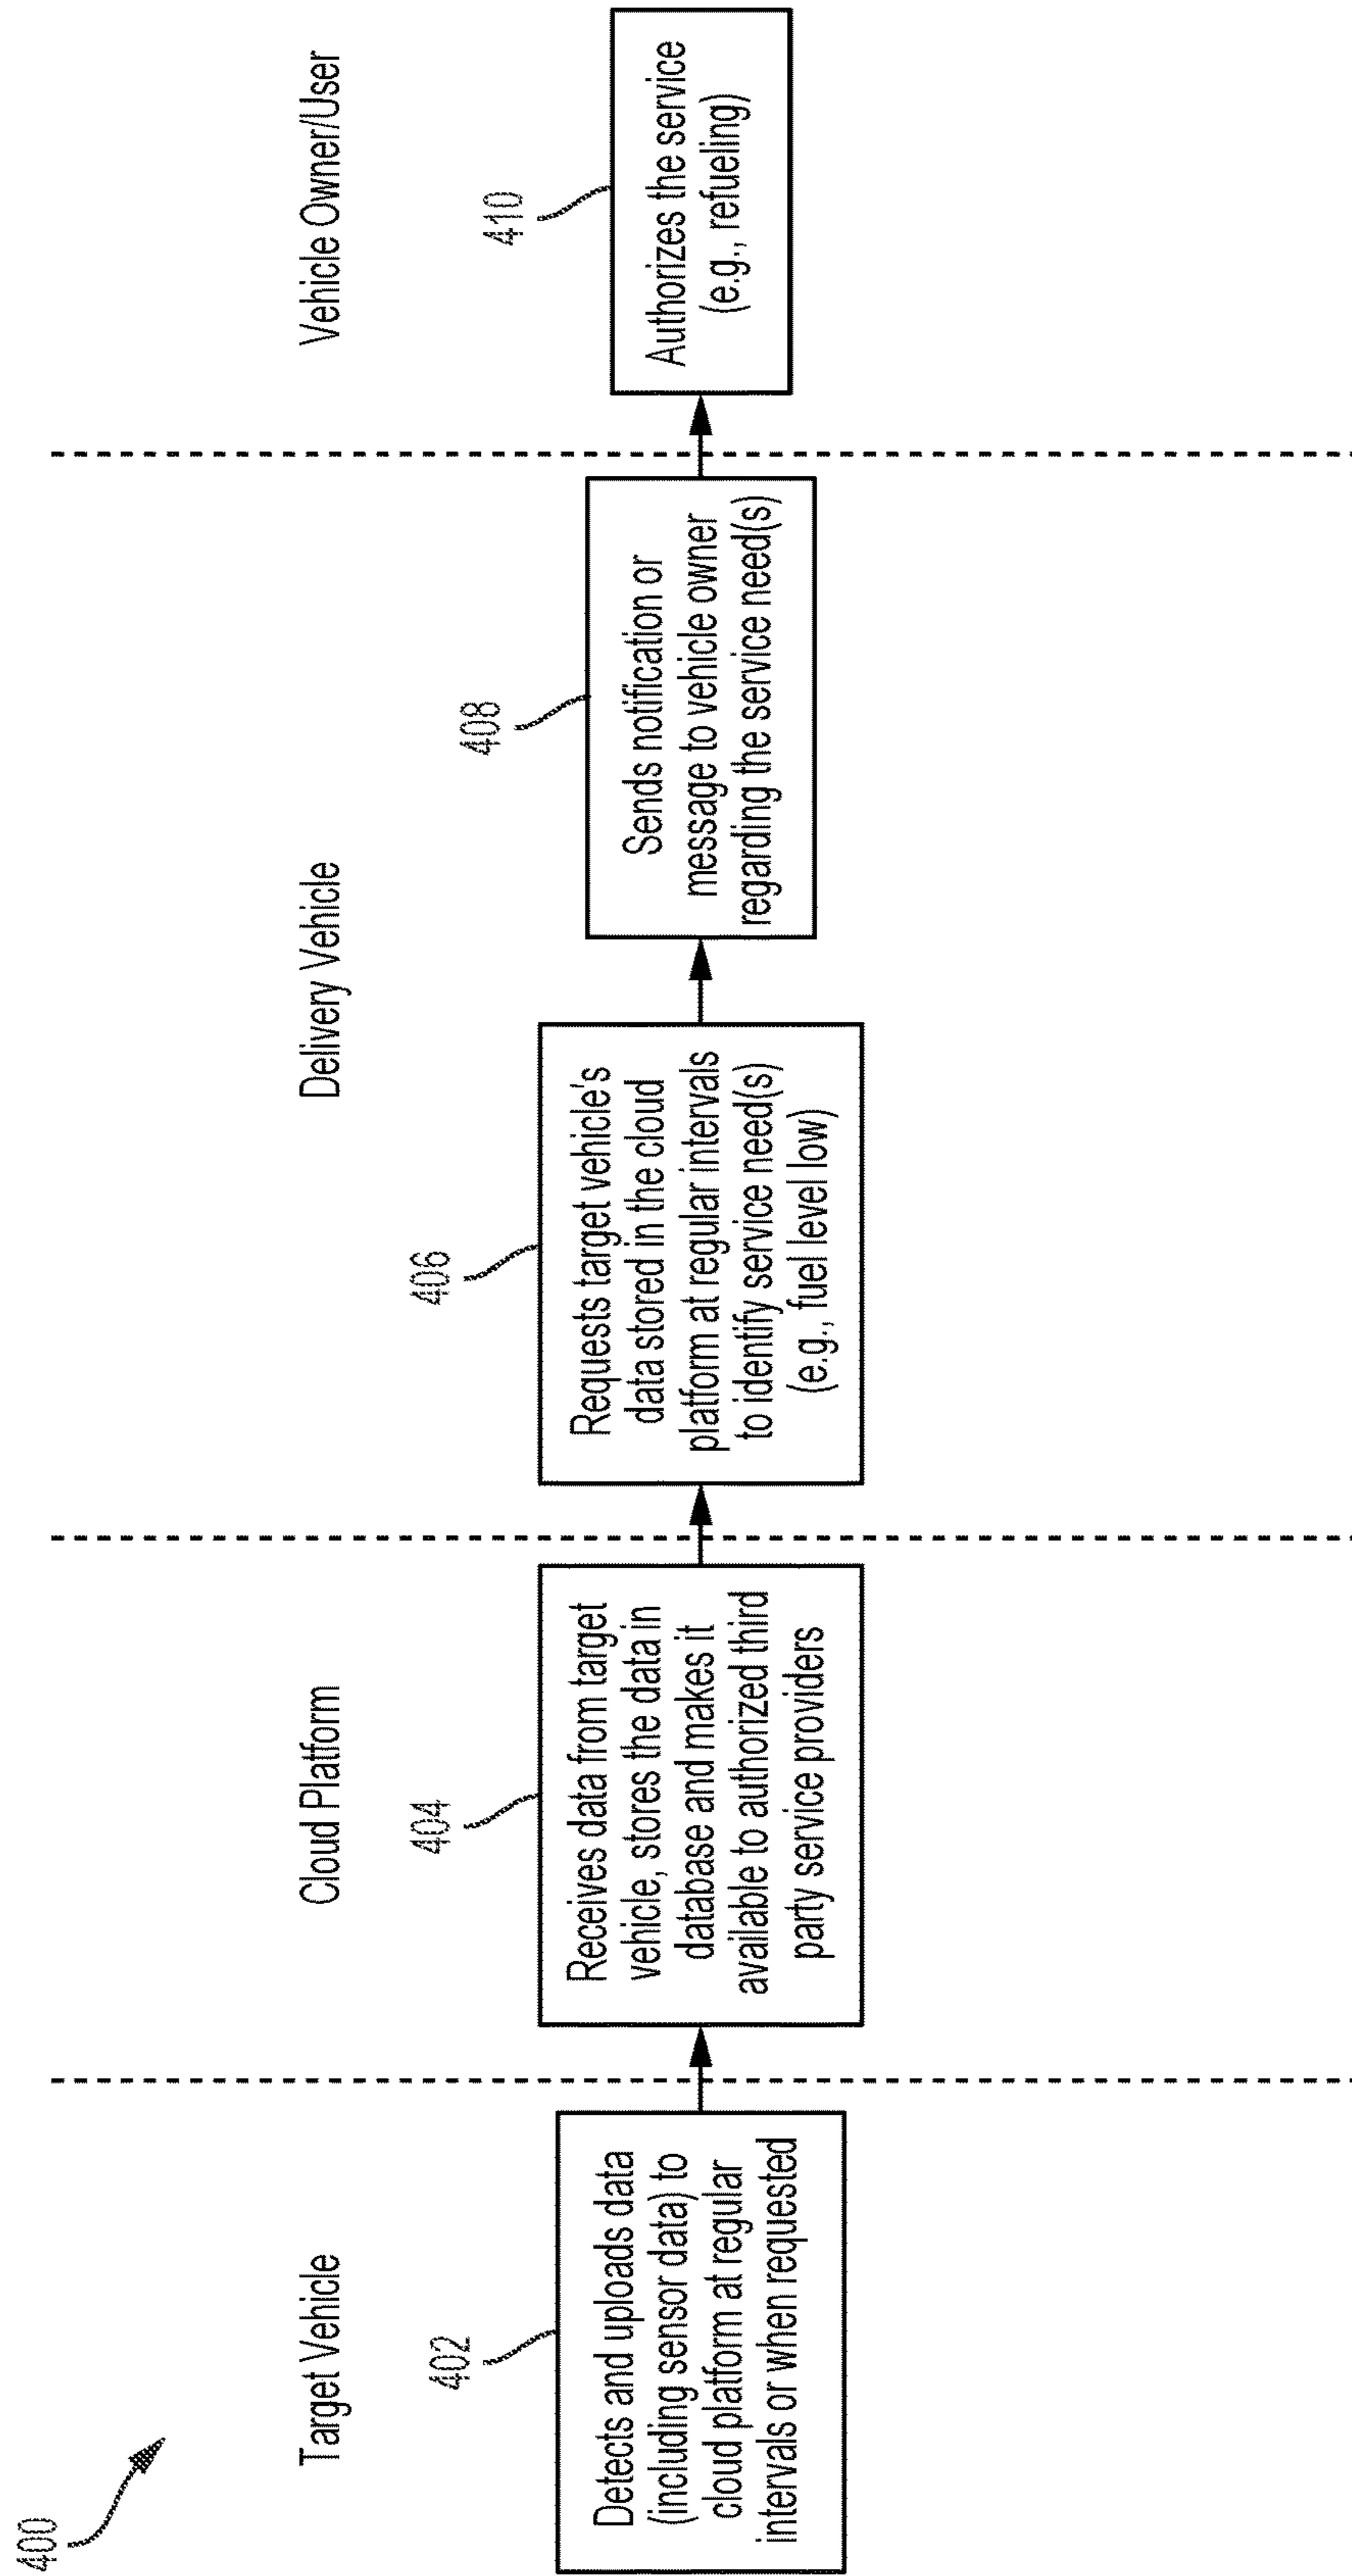 400
Target Vehicle
Cloud Platform
Delivery Vehicle
Vehicle Owner/User
402
Detects and uploads data
(including sensor data) to
cloud platform at regular
intervals or when requested
404
Receives data from target
vehicle, stores the data in
database and makes it
available to authorized third
party service providers
406
Requests target vehicle's
data stored in the cloud
platform at regular intervals
to identify service need(s)
(e.g., fuel level low)
408
Sends notification or
message to vehicle owner
regarding the service need(s)
410
Authorizes the service
(e.g., refueling)